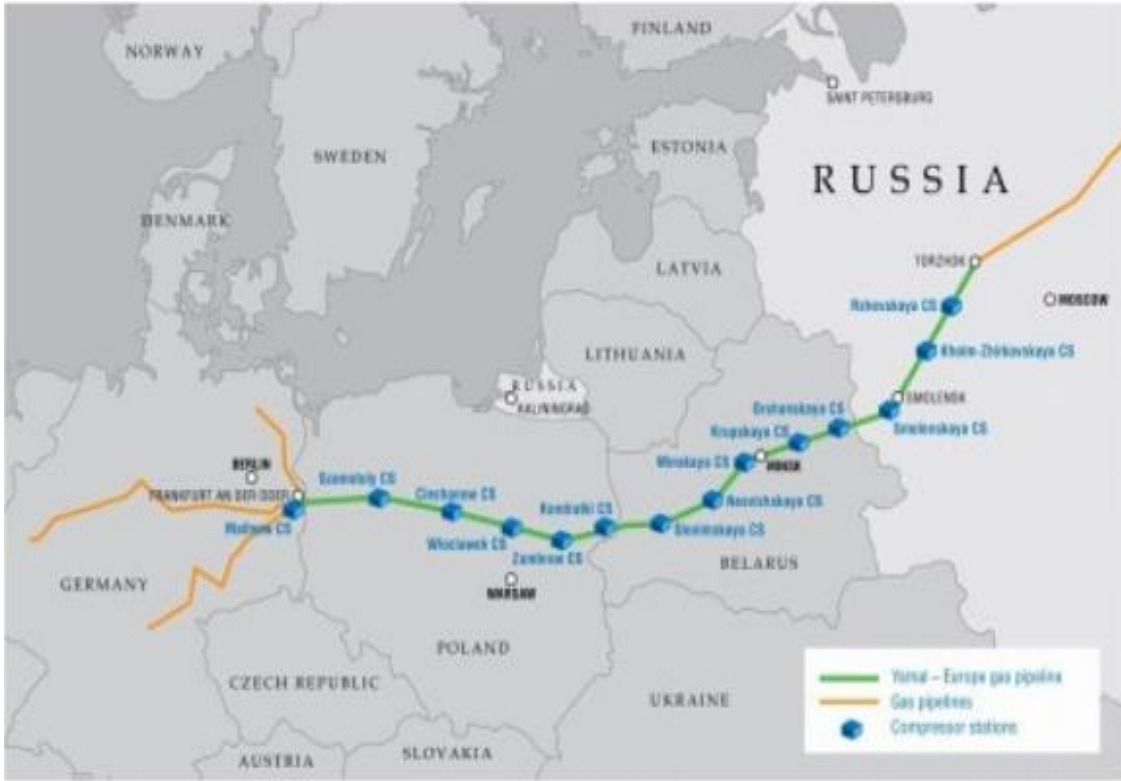 NORWAY
FINLAND
SAINT PETERSBURG
SWEDEN
ESTONIA
RUSSIA
DENMARK
TORZHOK
LATVIA
MOSCOW
Rzhevskaya CS
Kholm-Zhirkovskaya CS
LITHUANIA
RUSSIA
KALININGRAD
SMOLENSK
Orshanskaya CS
Smolenskaya CS
Krupskaya CS
MINSK
Minskaya CS
BERLIN
Szamotuly CS
FRANKFURT AN DER ODER
Ciechanow CS
Nesvizhskaya CS
Mallnow CS
Kondratki CS
Slonimskaya CS
Wloclawek CS
Zambrow CS
BELARUS
GERMANY
WARSAW
POLAND
CZECH REPUBLIC
UKRAINE
Yamal – Europe gas pipeline
Gas pipelines
Compressor stations
SLOVAKIA
AUSTRIA